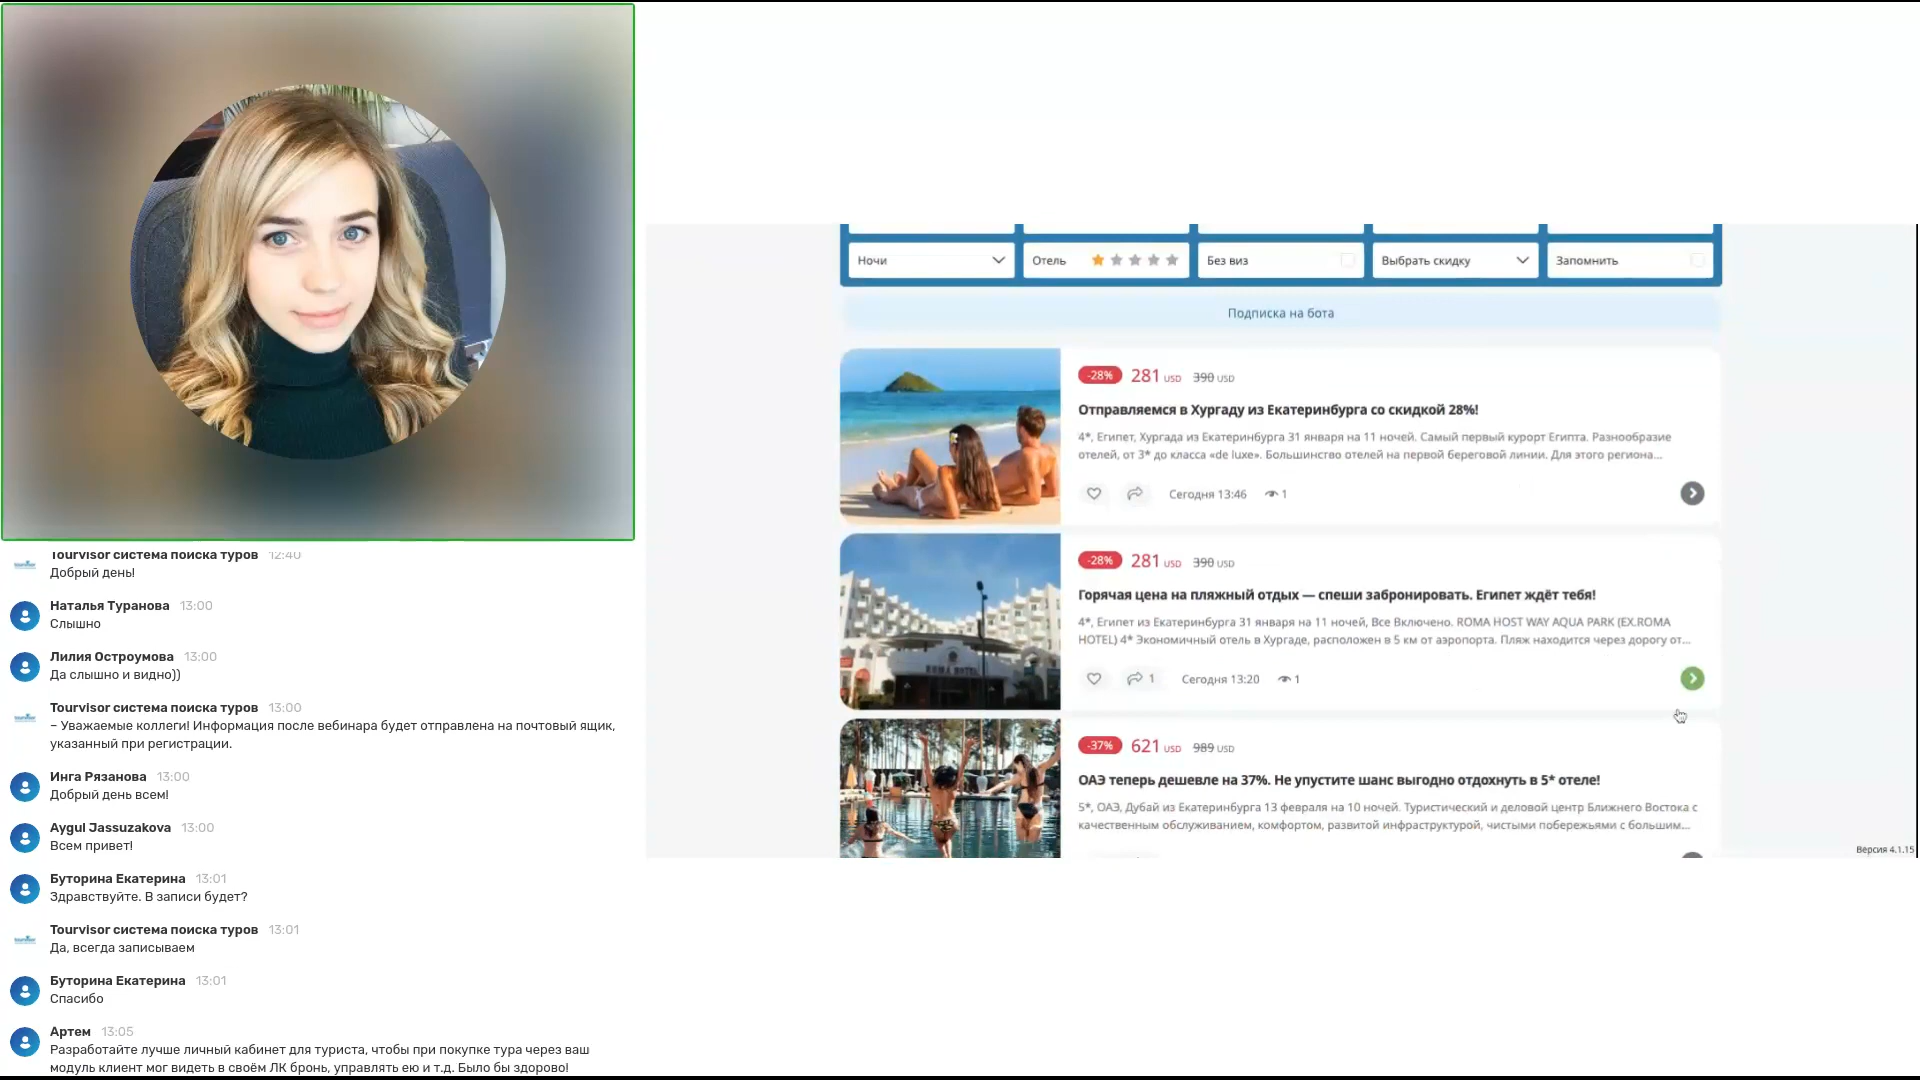 Tourvisor система поиска туров 12:40
Добрый день!
Наталья Туранова 13:00
Слышно
Лилия Остроумова 13:00
Да слышно и видно))
Tourvisor система поиска туров 13:00
– Уважаемые коллеги! Информация после вебинара будет отправлена на почтовый ящик,
указанный при регистрации.
Инга Рязанова 13:00
Добрый день всем!
Aygul Jassuzakova 13:00
Всем привет!
Буторина Екатерина 13:01
Здравствуйте. В записи будет?
Tourvisor система поиска туров 13:01
Да, всегда записываем
Буторина Екатерина 13:01
Спасибо
Артем 13:05
Разработайте лучше личный кабинет для туриста, чтобы при покупке тура через ваш
модуль клиент мог видеть в своём ЛК бронь, управлять ею и т.д. Было бы здорово!
Ночи Отель Без виз Выбрать скидку Запомнить
Подписка на бота
-28% 281 USD 390 USD
Отправляемся в Хургаду из Екатеринбурга со скидкой 28%!
4*, Египет, Хургада из Екатеринбурга 31 января на 11 ночей. Самый первый курорт Египта. Разнообразие
отелей, от 3* до класса «de luxe». Большинство отелей на первой береговой линии. Для этого региона...
Сегодня 13:46 1
-28% 281 USD 390 USD
Горячая цена на пляжный отдых — спеши забронировать. Египет ждёт тебя!
4*, Египет из Екатеринбурга 31 января на 11 ночей, Все Включено. ROMA HOST WAY AQUA PARK (EX.ROMA
HOTEL) 4* Экономичный отель в Хургаде, расположен в 5 км от аэропорта. Пляж находится через дорогу от...
1 Сегодня 13:20 1
ROMA HOTEL
-37% 621 USD 989 USD
ОАЭ теперь дешевле на 37%. Не упустите шанс выгодно отдохнуть в 5* отеле!
5*, ОАЭ, Дубай из Екатеринбурга 13 февраля на 10 ночей. Туристический и деловой центр Ближнего Востока с
качественным обслуживанием, комфортом, развитой инфраструктурой, чистыми побережьями с большим...
Версия 4.1.15